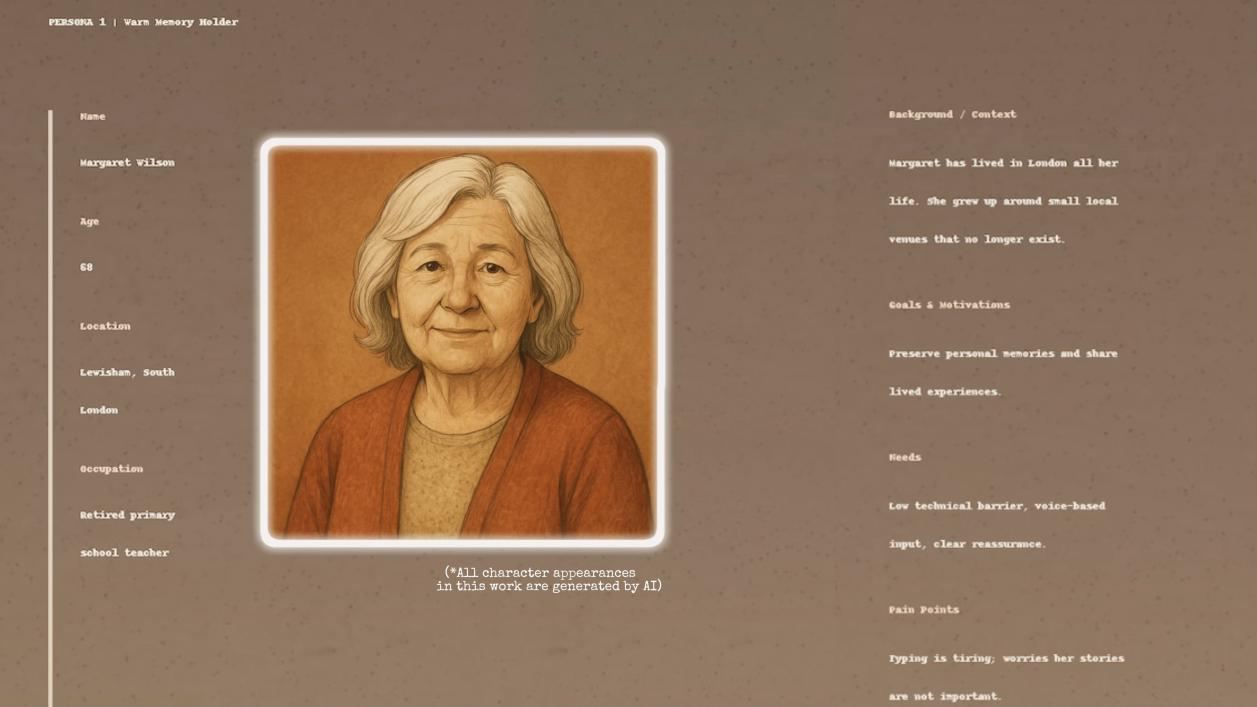 PERSONA 1 | Warm Memory Holder
Name
Margaret Wilson
Age
68
Location
Lewisham, South
London
Occupation
Retired primary
school teacher
(*All character appearances
in this work are generated by AI)
Background / Context
Margaret has lived in London all her
life. She grew up around small local
venues that no longer exist.
Goals & Motivations
Preserve personal memories and share
lived experiences.
Needs
Low technical barrier, voice-based
input, clear reassurance.
Pain Points
Typing is tiring; worries her stories
are not important.